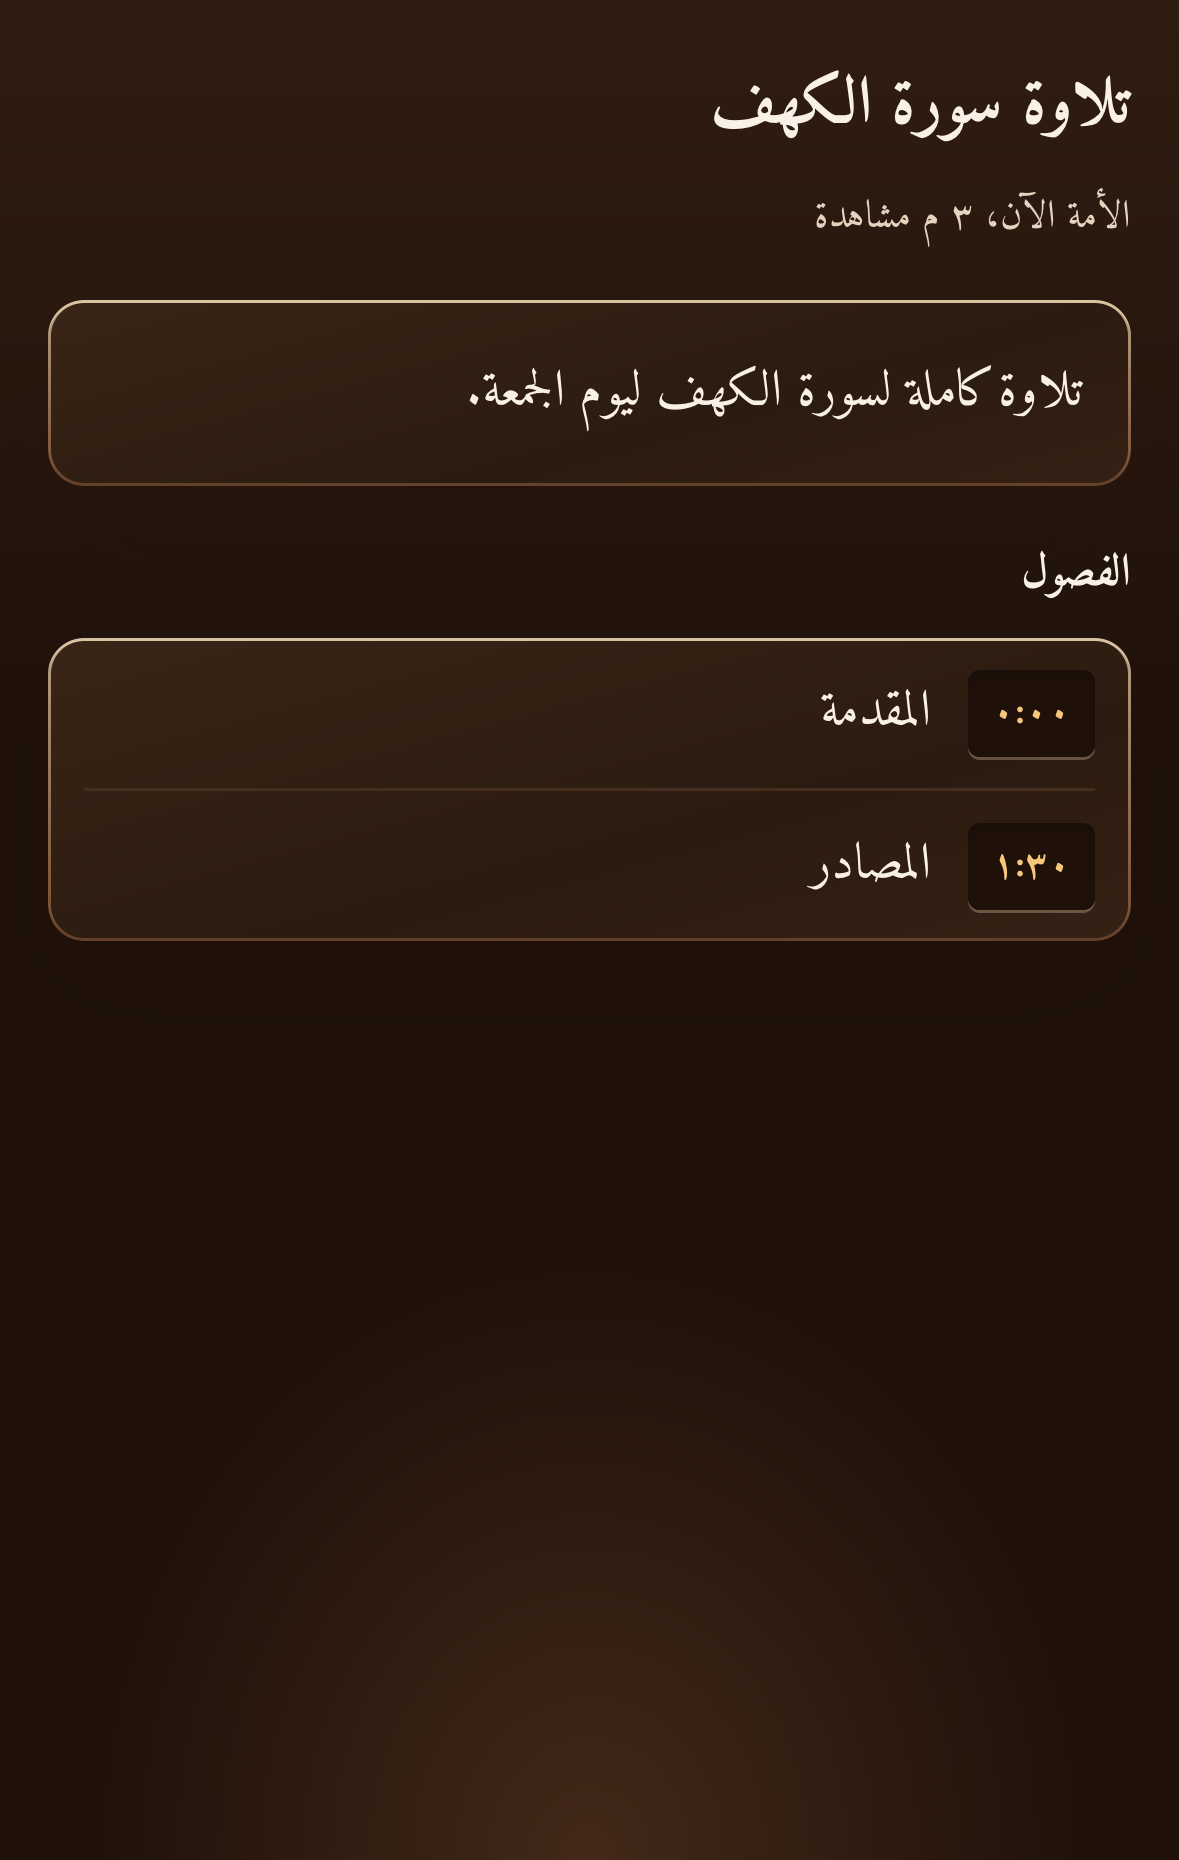 تلاوة سورة الكهف
الأمة الآن، ٣ م مشاهدة
تلاوة كاملة لسورة الكهف ليوم الجمعة.
الفصول
٠:٠٠ المقدمة
١:٣٠ المصادر